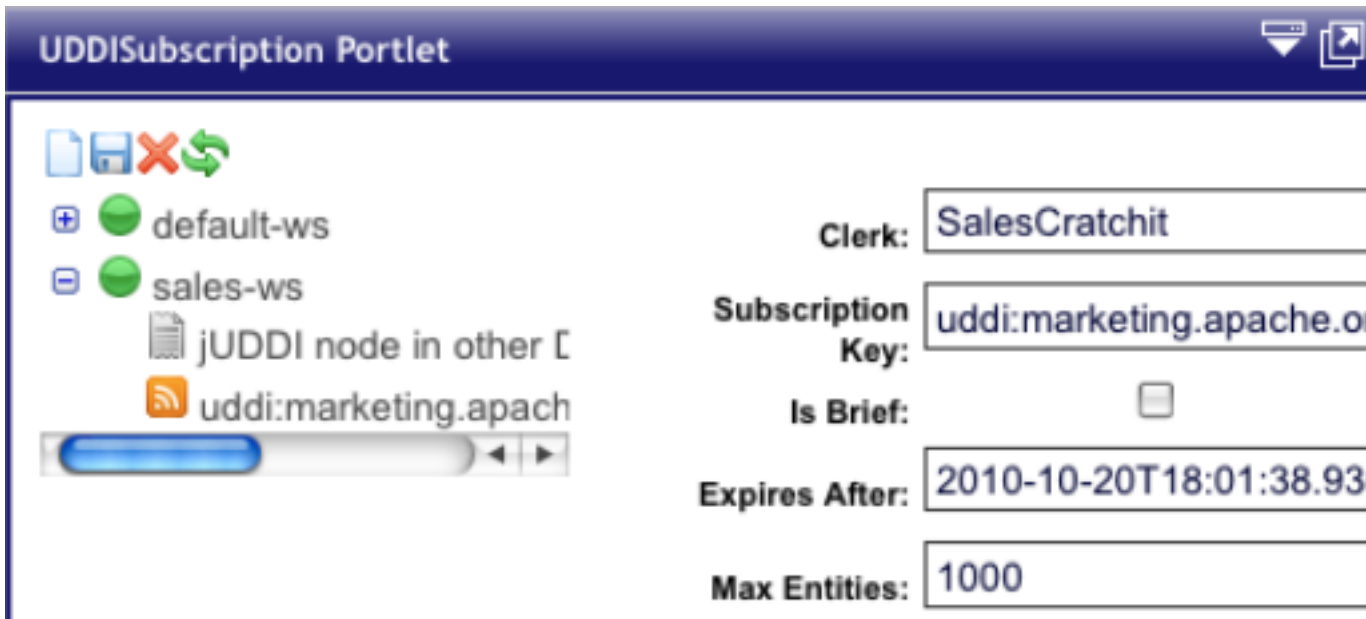 UDDISubscription Portlet
default-ws
sales-ws
jUDDI node in other
uddi:marketing.apach
Clerk: SalesCratchit
Subscription Key: uddi:marketing.apache.or
Is Brief:
Expires After: 2010-10-20T18:01:38.93
Max Entities: 1000